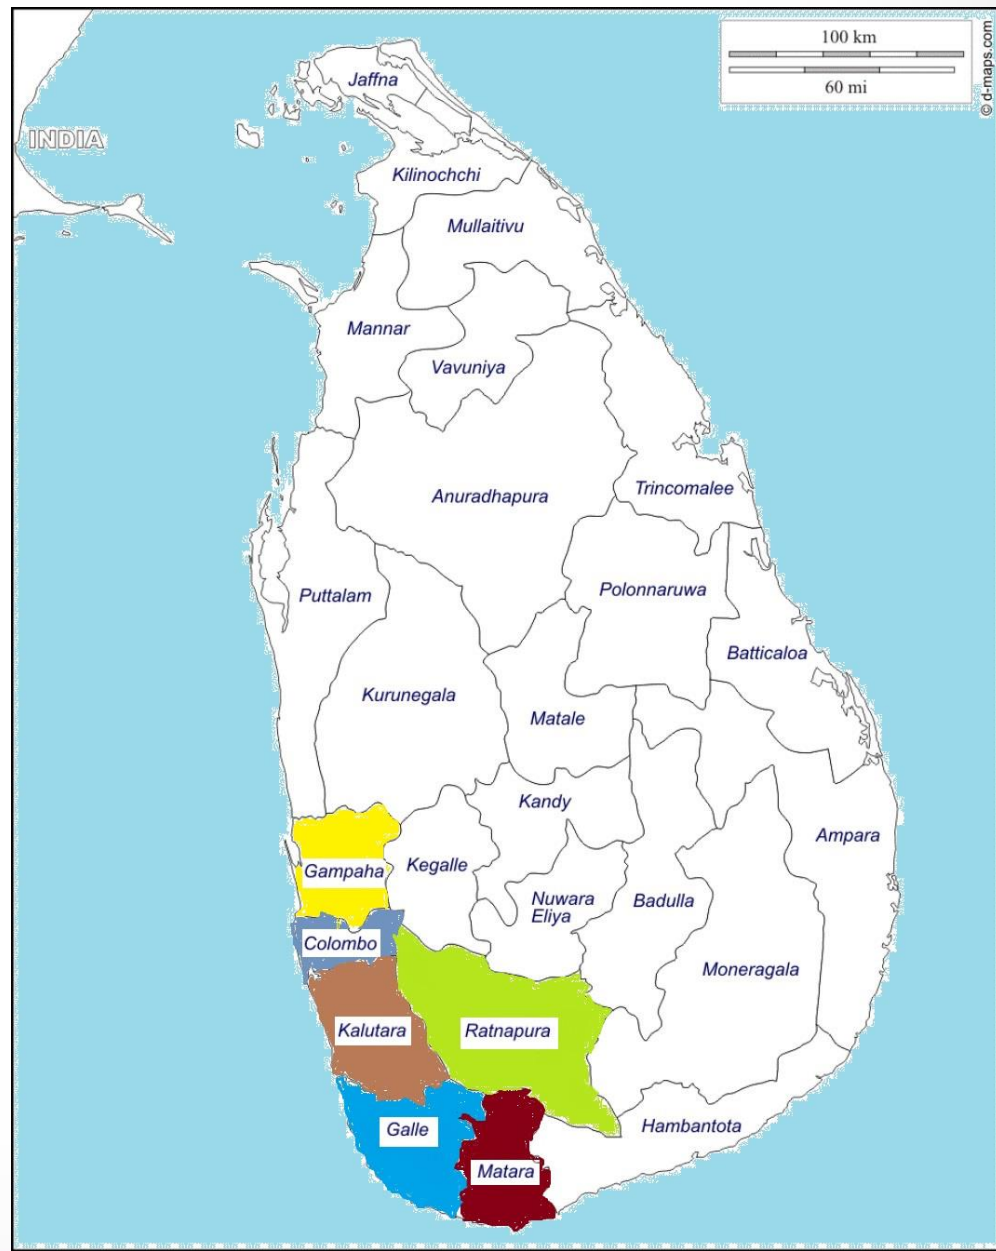 100 km
60 mi
© d-maps.com
Jaffna
INDIA
Kilinochchi
Mullaitivu
Mannar
Vavuniya
Anuradhapura
Trincomalee
Puttalam
Polonnaruwa
Batticaloa
Kurunegala
Matale
Kandy
Ampara
Gampaha
Kegalle
Nuwara
Eliya
Badulla
Colombo
Moneragala
Kalutara
Ratnapura
Galle
Hambantota
Matara